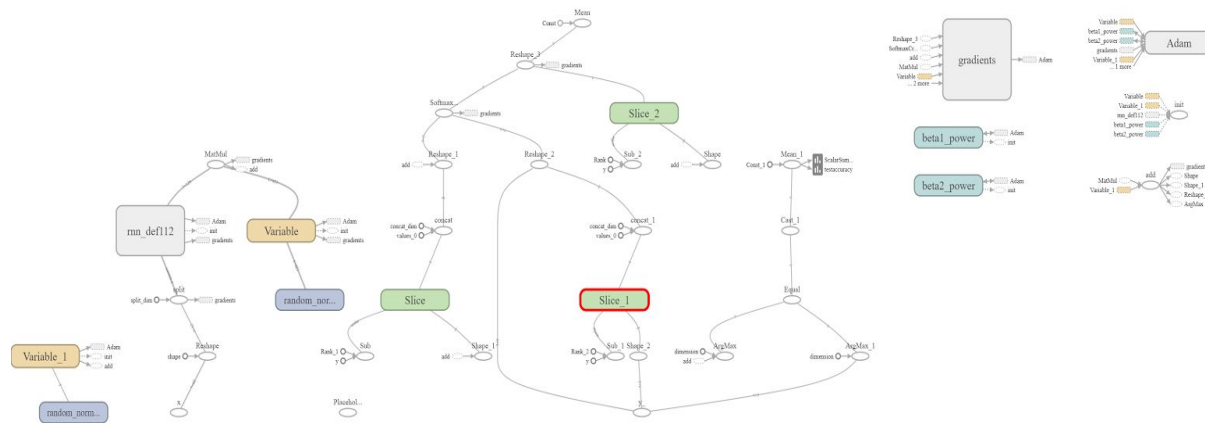 Mean
Const
Reshape_3
gradients
Softmax...
gradients
Slice_2
MatMul
gradients
add
add
Reshape_1
Reshape_2
Rank
y
Sub_2
add
Shape
Const_1
Mean_1
ScalarSum...
testaccuracy
rnn_def112
Adam
init
gradients
Variable
Adam
init
gradients
concat_dim
values_0
concat
concat_dim
values_0
concat_1
Cast_1
split_dim
split
gradients
random_nor...
Slice
Slice_1
Equal
Variable_1
Adam
init
add
shape
Reshape
Rank_1
y
Sub
add
Shape_1
Rank_2
y
Sub_1
Shape_2
dimension
add
ArgMax
dimension
ArgMax_1
random_norm...
x
Placehol...
y_
Reshape_3
SoftmaxCr...
add
MatMul
Variable
... 2 more
gradients
Adam
beta1_power
Adam
init
beta2_power
Adam
init
Variable
beta1_power
beta2_power
gradients
Variable_1
... 1 more
Adam
Variable
Variable_1
rnn_def112
beta1_power
beta2_power
init
MatMul
Variable_1
add
gradient
Shape
Shape_1
Reshape_
ArgMax